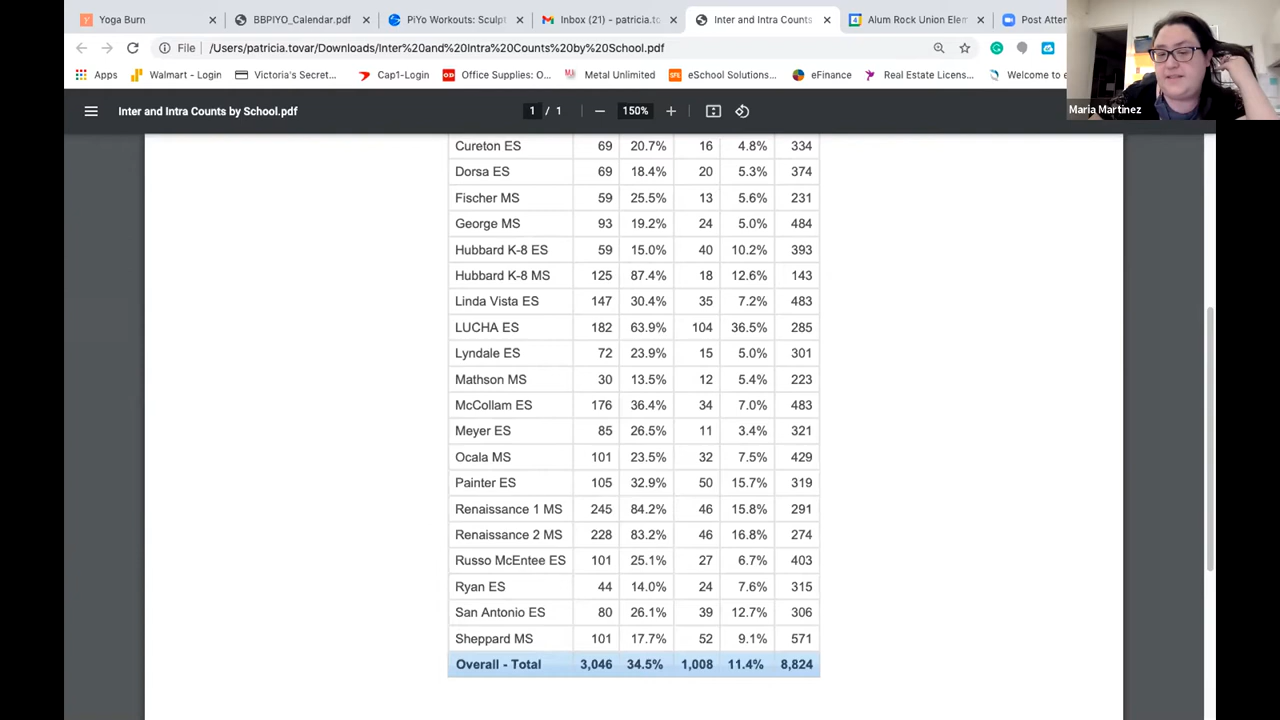 Yoga Burn
BBPIYO_Calendar.pdf
PiYo Workouts: Sculpt
Inbox (21) - patricia.to
Inter and Intra Counts
Alum Rock Union Elem
Post Atten
File /Users/patricia.tovar/Downloads/Inter%20and%20Intra%20Counts%20by%20School.pdf
Apps Walmart - Login Victoria's Secret... Cap1-Login Office Supplies: O... Metal Unlimited eSchool Solutions... eFinance Real Estate Licens... Welcome to e
Maria Martinez
Inter and Intra Counts by School.pdf 1 / 1 150%
Cureton ES 69 20.7% 16 4.8% 334
Dorsa ES 69 18.4% 20 5.3% 374
Fischer MS 59 25.5% 13 5.6% 231
George MS 93 19.2% 24 5.0% 484
Hubbard K-8 ES 59 15.0% 40 10.2% 393
Hubbard K-8 MS 125 87.4% 18 12.6% 143
Linda Vista ES 147 30.4% 35 7.2% 483
LUCHA ES 182 63.9% 104 36.5% 285
Lyndale ES 72 23.9% 15 5.0% 301
Mathson MS 30 13.5% 12 5.4% 223
McCollam ES 176 36.4% 34 7.0% 483
Meyer ES 85 26.5% 11 3.4% 321
Ocala MS 101 23.5% 32 7.5% 429
Painter ES 105 32.9% 50 15.7% 319
Renaissance 1 MS 245 84.2% 46 15.8% 291
Renaissance 2 MS 228 83.2% 46 16.8% 274
Russo McEntee ES 101 25.1% 27 6.7% 403
Ryan ES 44 14.0% 24 7.6% 315
San Antonio ES 80 26.1% 39 12.7% 306
Sheppard MS 101 17.7% 52 9.1% 571
Overall - Total 3,046 34.5% 1,008 11.4% 8,824